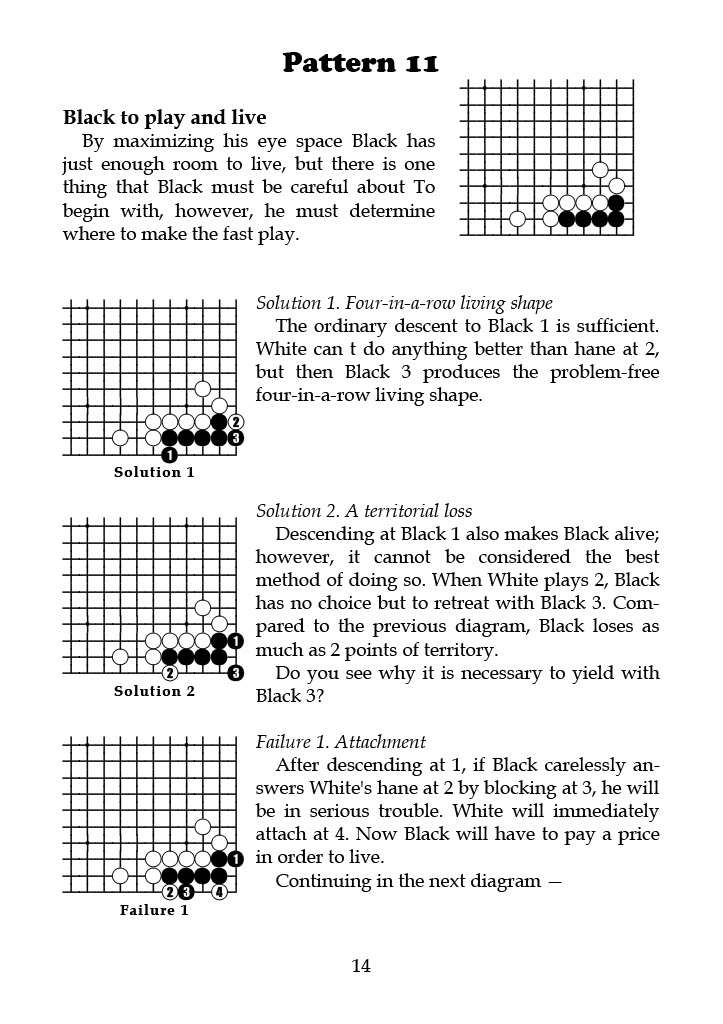 Pattern 11
Black to play and live
By maximizing his eye space Black has
just enough room to live, but there is one
thing that Black must be careful about To
begin with, however, he must determine
where to make the fast play.
Solution 1. Four-in-a-row living shape
The ordinary descent to Black 1 is sufficient.
White can t do anything better than hane at 2,
but then Black 3 produces the problem-free
four-in-a-row living shape.
2
3
1
Solution 1
Solution 2. A territorial loss
Descending at Black 1 also makes Black alive;
however, it cannot be considered the best
method of doing so. When White plays 2, Black
has no choice but to retreat with Black 3. Com-
pared to the previous diagram, Black loses as
much as 2 points of territory.
Do you see why it is necessary to yield with
Black 3?
1
2
3
Solution 2
Failure 1. Attachment
After descending at 1, if Black carelessly an-
swers White's hane at 2 by blocking at 3, he will
be in serious trouble. White will immediately
attach at 4. Now Black will have to pay a price
in order to live.
Continuing in the next diagram —
1
2 3 4
Failure 1
14